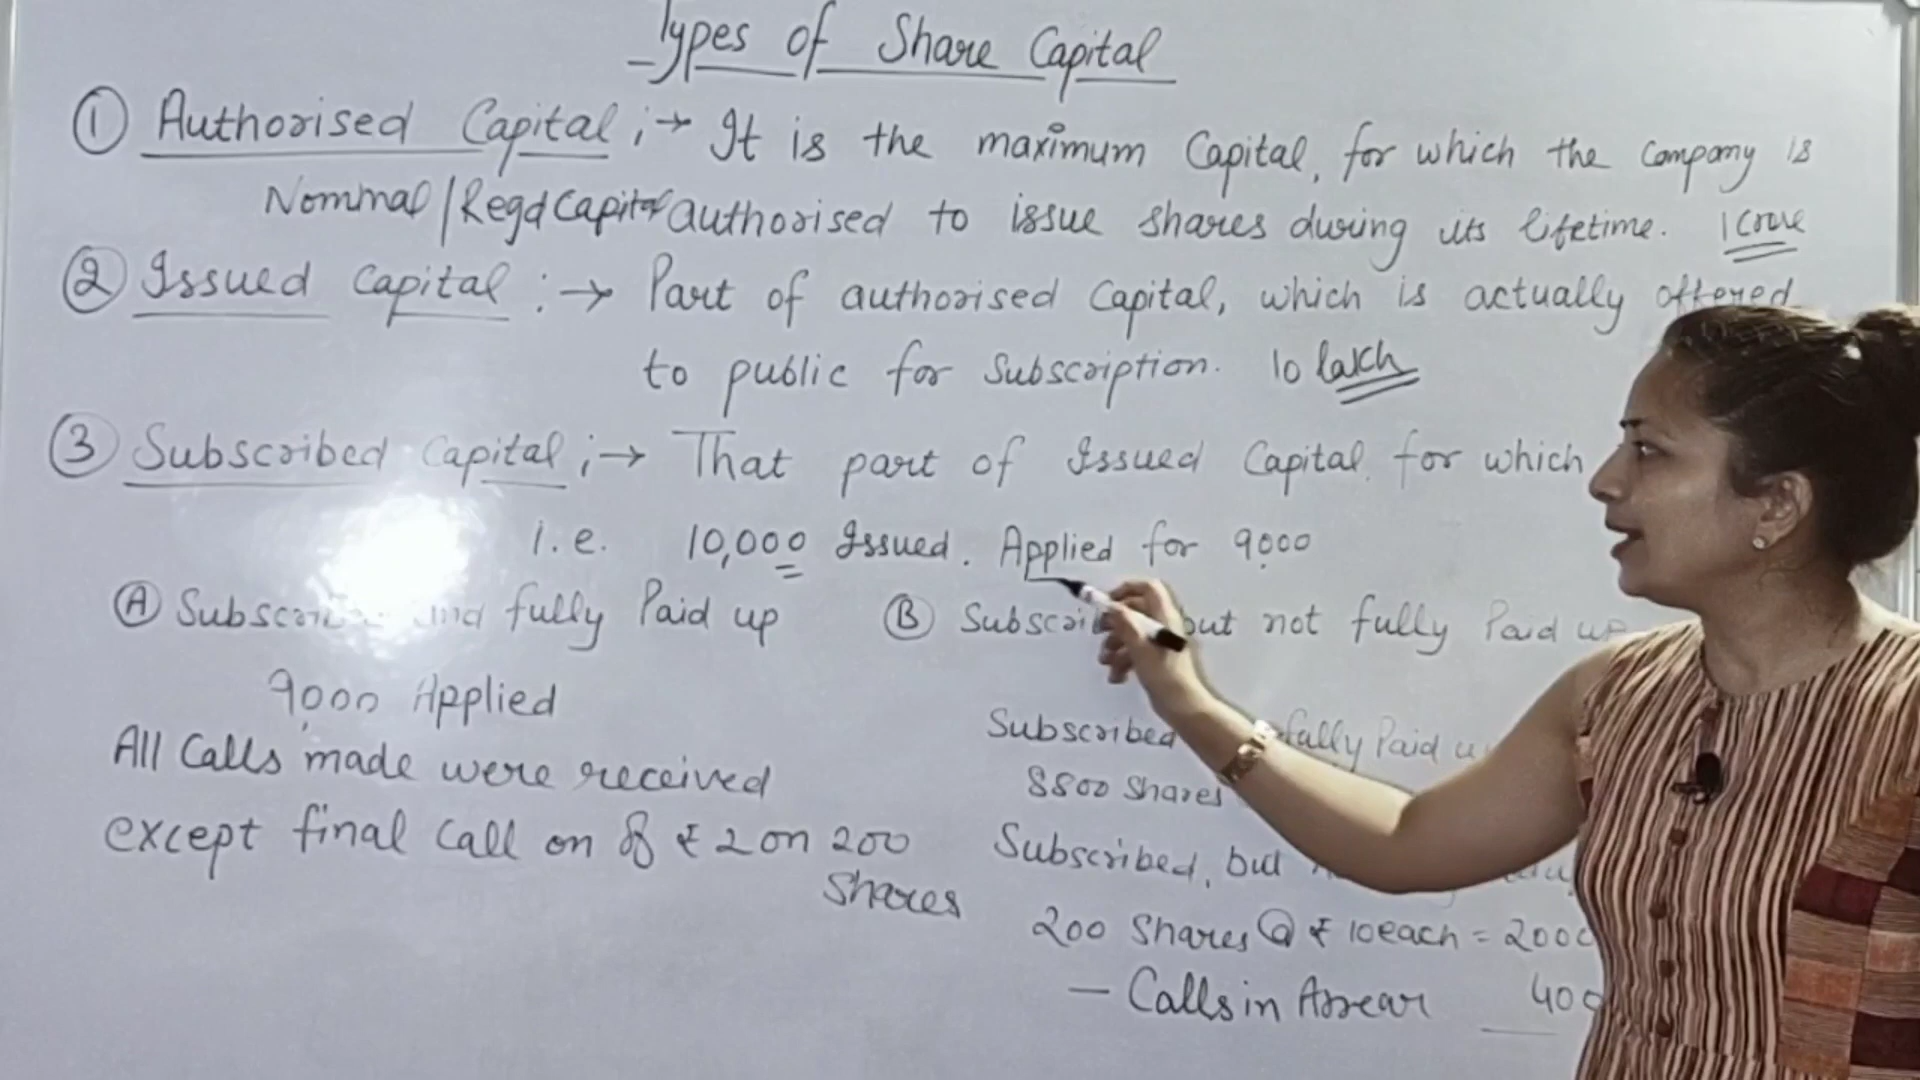 Types of Share Capital
① Authorised Capital ;→ It is the maximum Capital, for which the Company is
Nominal / Regd Capital authorised to issue shares during its lifetime. 1 Crore
② Issued Capital :→ Part of authorised Capital, which is actually offered
to public for Subscription. 10 lakh
③ Subscribed Capital ;→ That part of Issued Capital for which
i.e. 10,000 Issued. Applied for 9000
Ⓐ and fully Paid up Ⓑ but not fully Paid up
9000 Applied
Subscribed fully Paid
All Calls made were received
8800 Shares
except final call on of ₹ 2 on 200
Shares
Subscribed, but
200 Shares @ ₹ 10 each = 2000
— Calls in Arrear 400